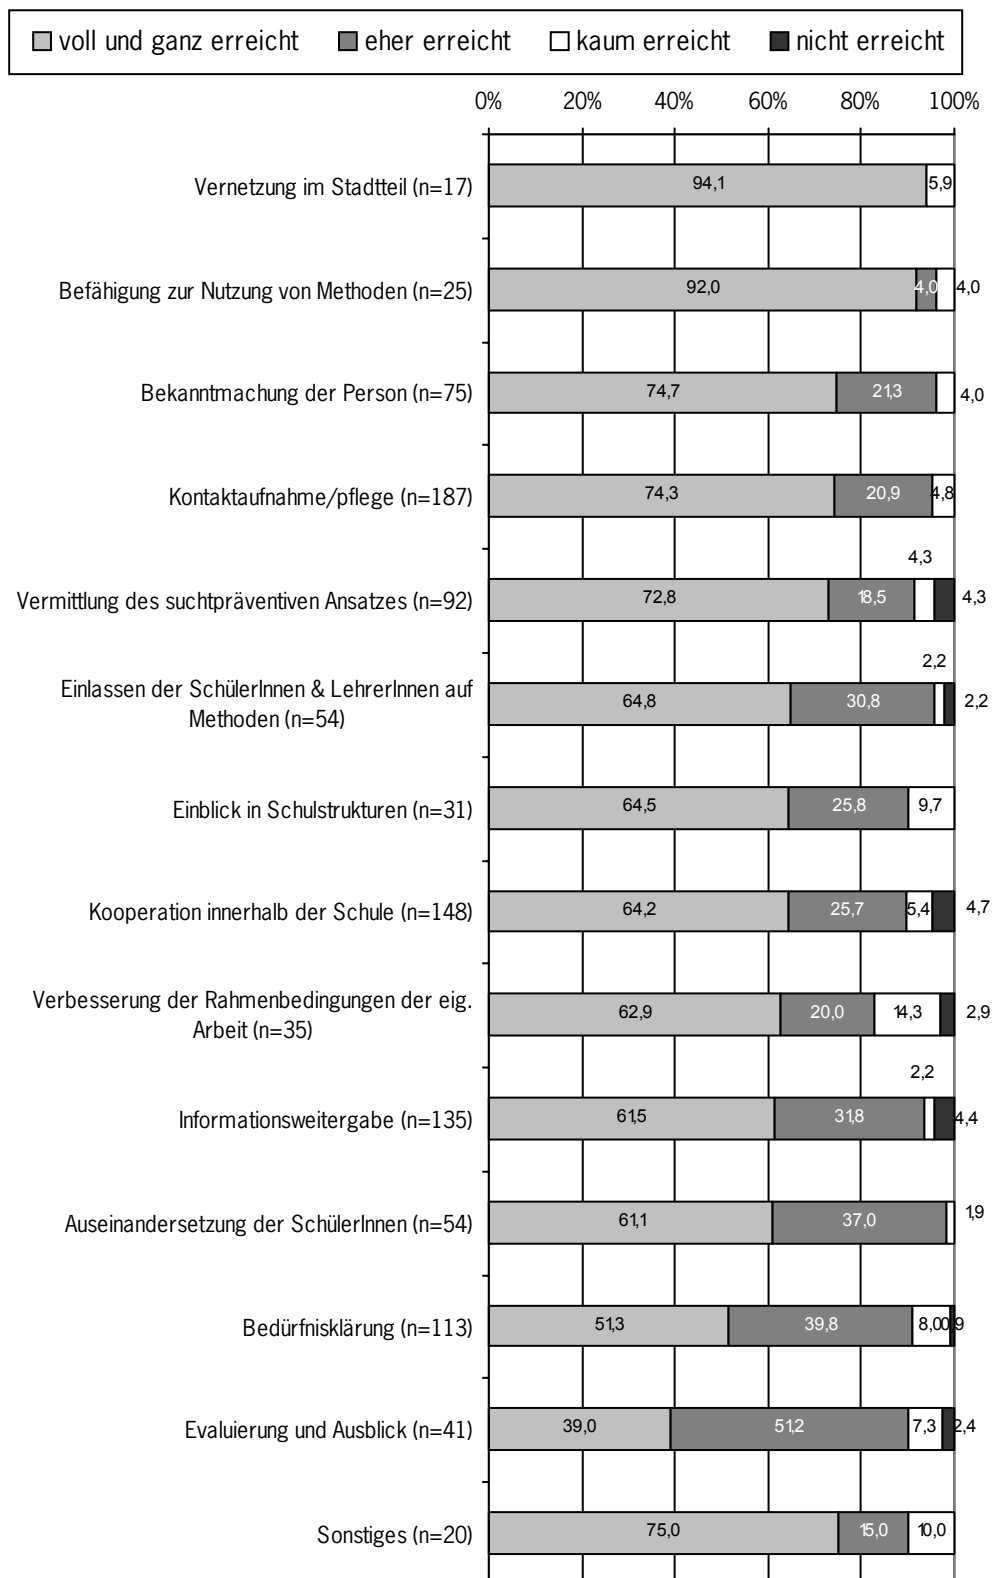 voll und ganz erreicht eher erreicht kaum erreicht nicht erreicht
0% 20% 40% 60% 80% 100%
Vernetzung im Stadtteil (n=17) 94,1 5,9
Befähigung zur Nutzung von Methoden (n=25) 92,0 4,0 4,0
Bekanntmachung der Person (n=75) 74,7 21,3 4,0
Kontaktaufnahme/pflege (n=187) 74,3 20,9 4,8
4,3
Vermittlung des suchtpräventiven Ansatzes (n=92) 72,8 18,5 4,3
2,2
Einlassen der SchülerInnen & LehrerInnen auf
Methoden (n=54) 64,8 30,8 2,2
Einblick in Schulstrukturen (n=31) 64,5 25,8 9,7
Kooperation innerhalb der Schule (n=148) 64,2 25,7 5,4 4,7
Verbesserung der Rahmenbedingungen der eig.
Arbeit (n=35) 62,9 20,0 14,3 2,9
2,2
Informationsweitergabe (n=135) 61,5 31,8 4,4
Auseinandersetzung der SchülerInnen (n=54) 61,1 37,0 1,9
Bedürfnisklärung (n=113) 51,3 39,8 8,0 0,9
Evaluierung und Ausblick (n=41) 39,0 51,2 7,3 2,4
Sonstiges (n=20) 75,0 15,0 10,0